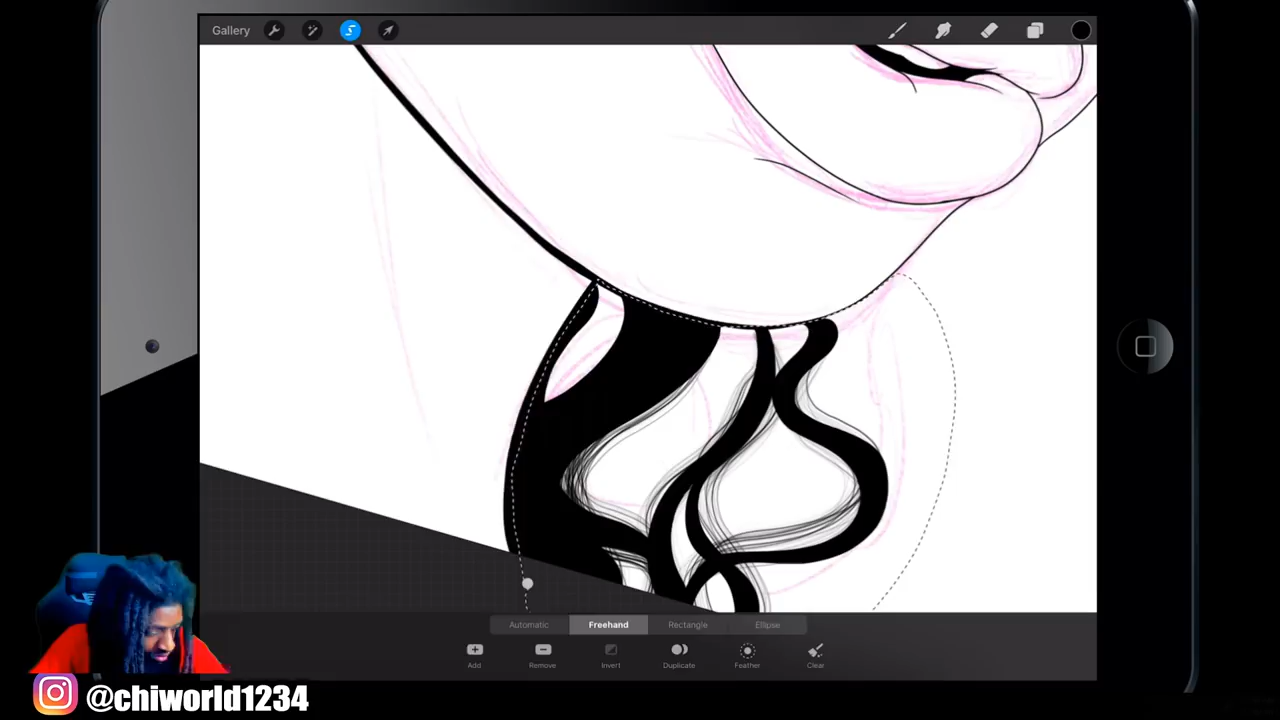 Gallery
Automatic Freehand Rectangle Ellipse
Add Remove Invert Duplicate Feather Clear
@chiworld1234